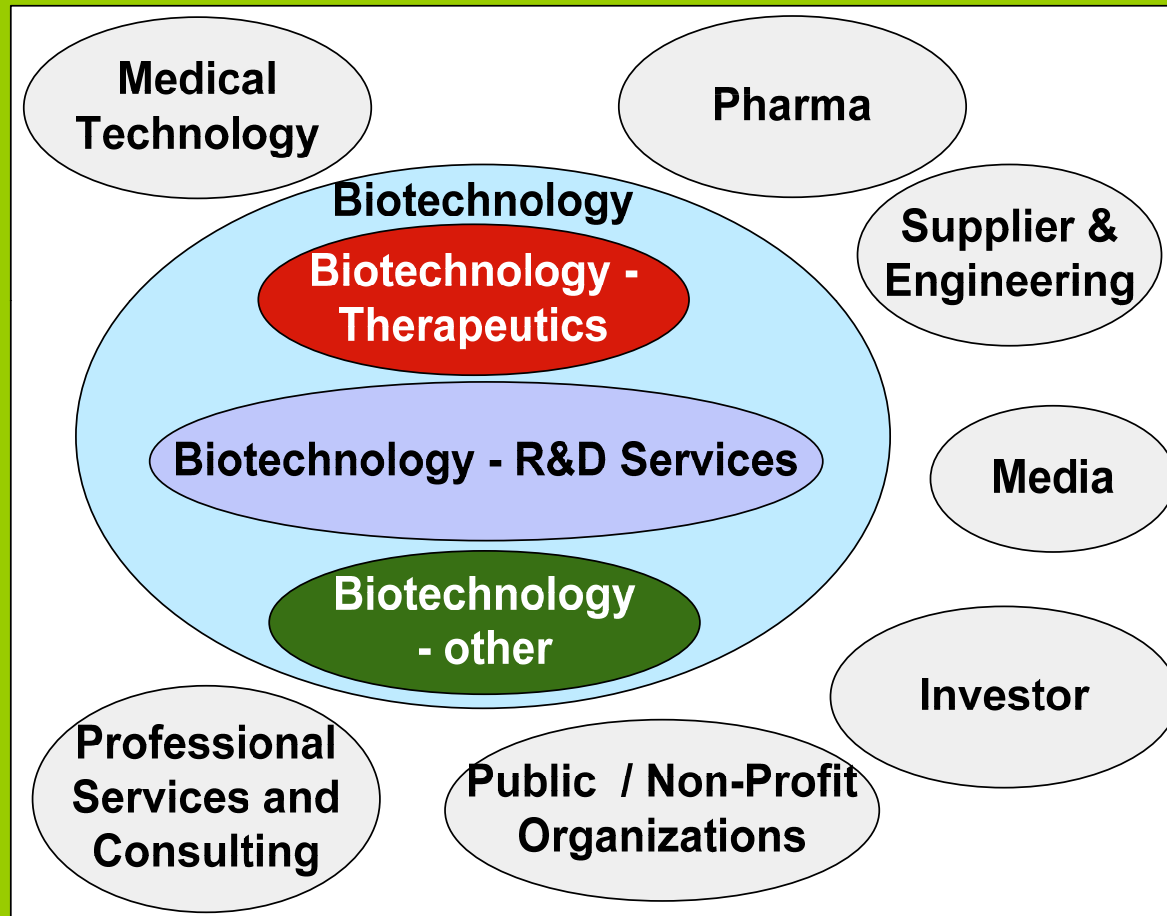 Medical
Technology
Pharma
Biotechnology
Supplier &
Engineering
Biotechnology -
Therapeutics
Biotechnology - R&D Services
Media
Biotechnology
- other
Investor
Professional
Services and
Consulting
Public / Non-Profit
Organizations